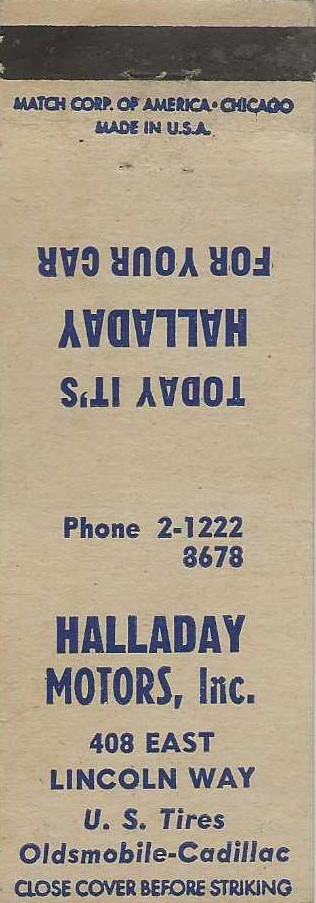 MATCH CORP. OF AMERICA • CHICAGO
MADE IN U.S.A.
TODAY IT'S
HALLADAY
FOR YOUR CAR
Phone 2-1222
8678
HALLADAY
MOTORS, Inc.
408 EAST
LINCOLN WAY
U. S. Tires
Oldsmobile-Cadillac
CLOSE COVER BEFORE STRIKING